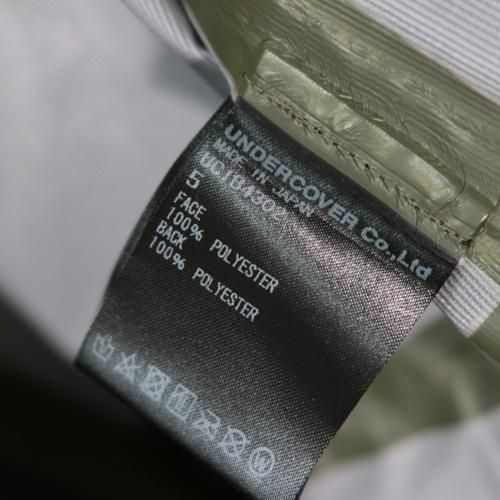 UNDERCOVER Co.,Ltd
MADE IN JAPAN
5
FACE
100% POLYESTER
BACK
100% POLYESTER
W